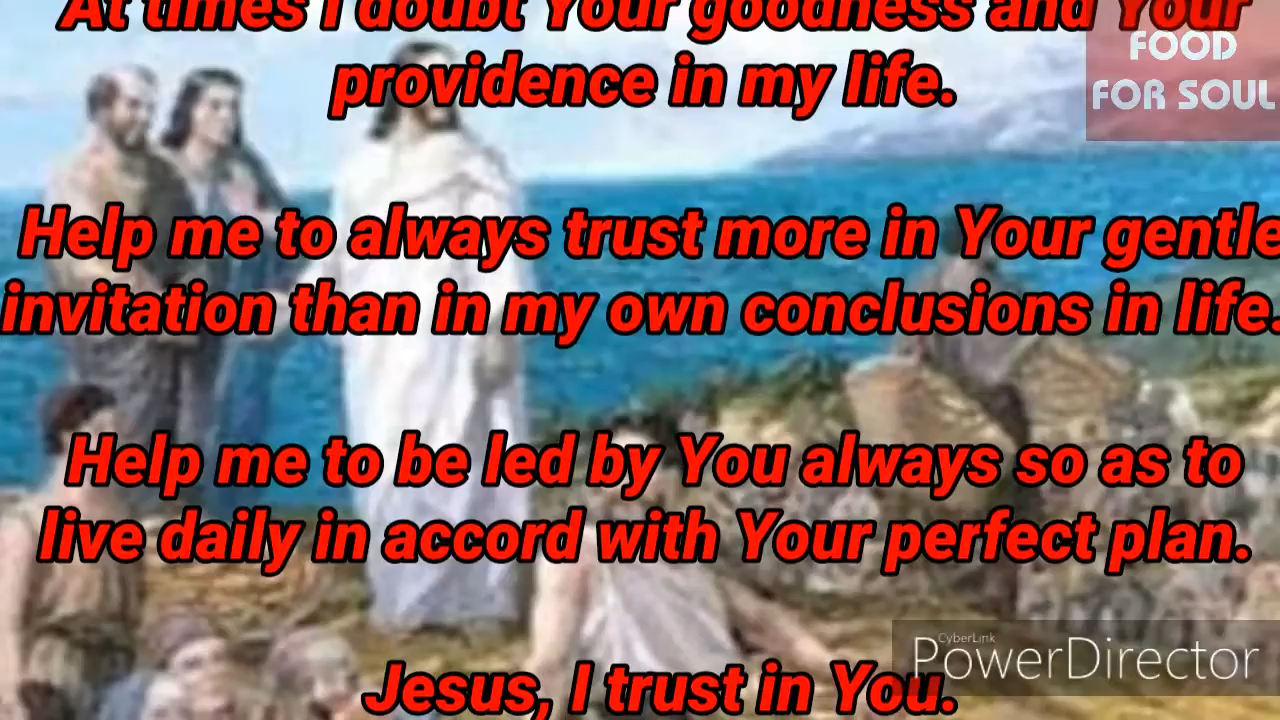 At times I doubt Your goodness and Your
providence in my life.
Help me to always trust more in Your gentle
invitation than in my own conclusions in life.
Help me to be led by You always so as to
live daily in accord with Your perfect plan.
Jesus, I trust in You.
FOOD
FOR SOUL
CyberLink
PowerDirector